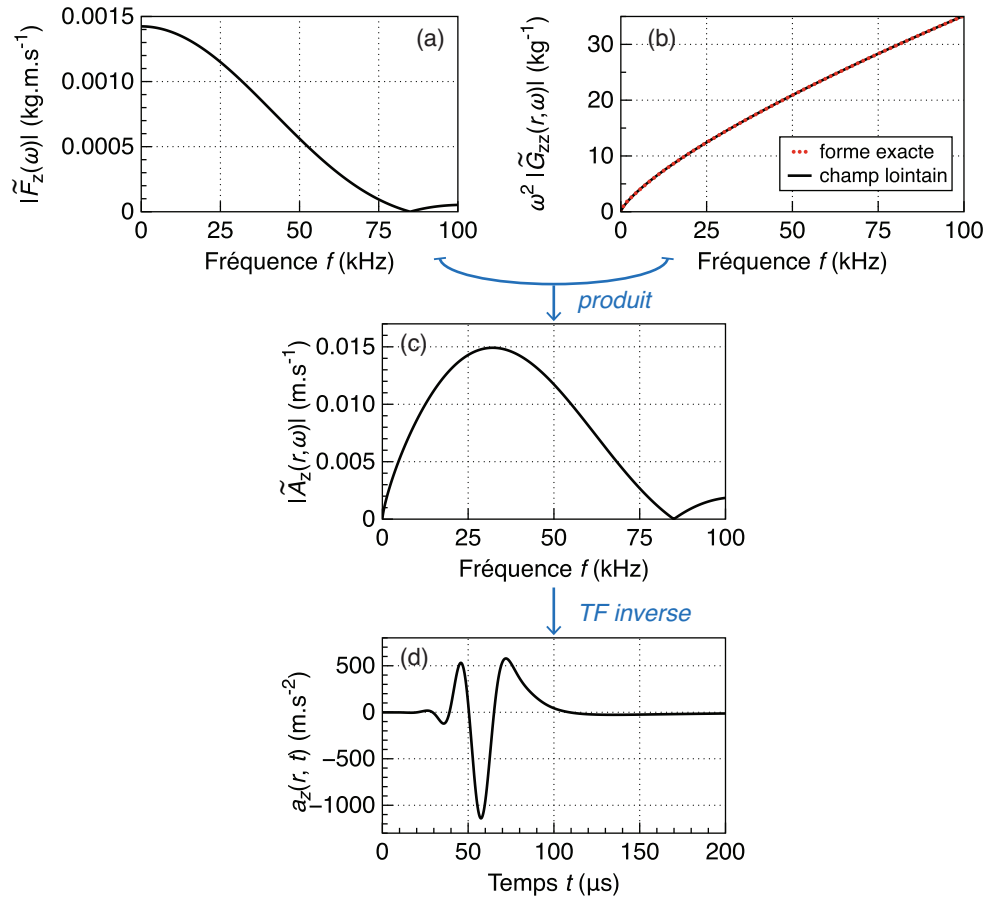 (a)
0.0015
0.0010
0.0005
0
|F̃z(ω)| (kg.m.s-1)
0 25 50 75 100
Fréquence f (kHz)
(b)
30
20
10
0
ω2 |G̃zz(r,ω)| (kg-1)
forme exacte
champ lointain
0 25 50 75 100
Fréquence f (kHz)
produit
(c)
0.015
0.010
0.005
0
|Ãz(r,ω)| (m.s-1)
0 25 50 75 100
Fréquence f (kHz)
TF inverse
(d)
500
0
−500
−1000
az(r, t) (m.s-2)
0 50 100 150 200
Temps t (μs)